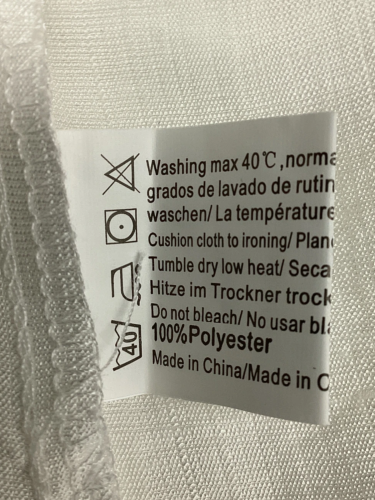 Washing max 40℃,norma
grados de lavado de rutin
waschen/ La température
Cushion cloth to ironing/ Plan
Tumble dry low heat/ Seca
Hitze im Trockner trock
Do not bleach/ No usar bl
100%Polyester
Made in China/Made in C
40